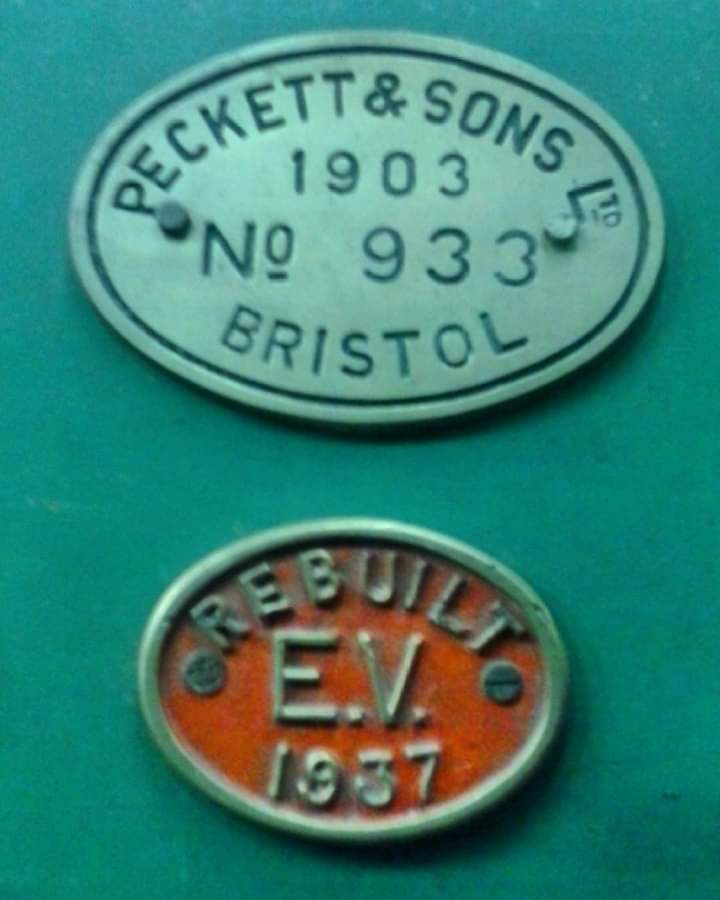 PECKETT & SONS LTD
1903
No 933
BRISTOL
REBUILT
E.V.
1937